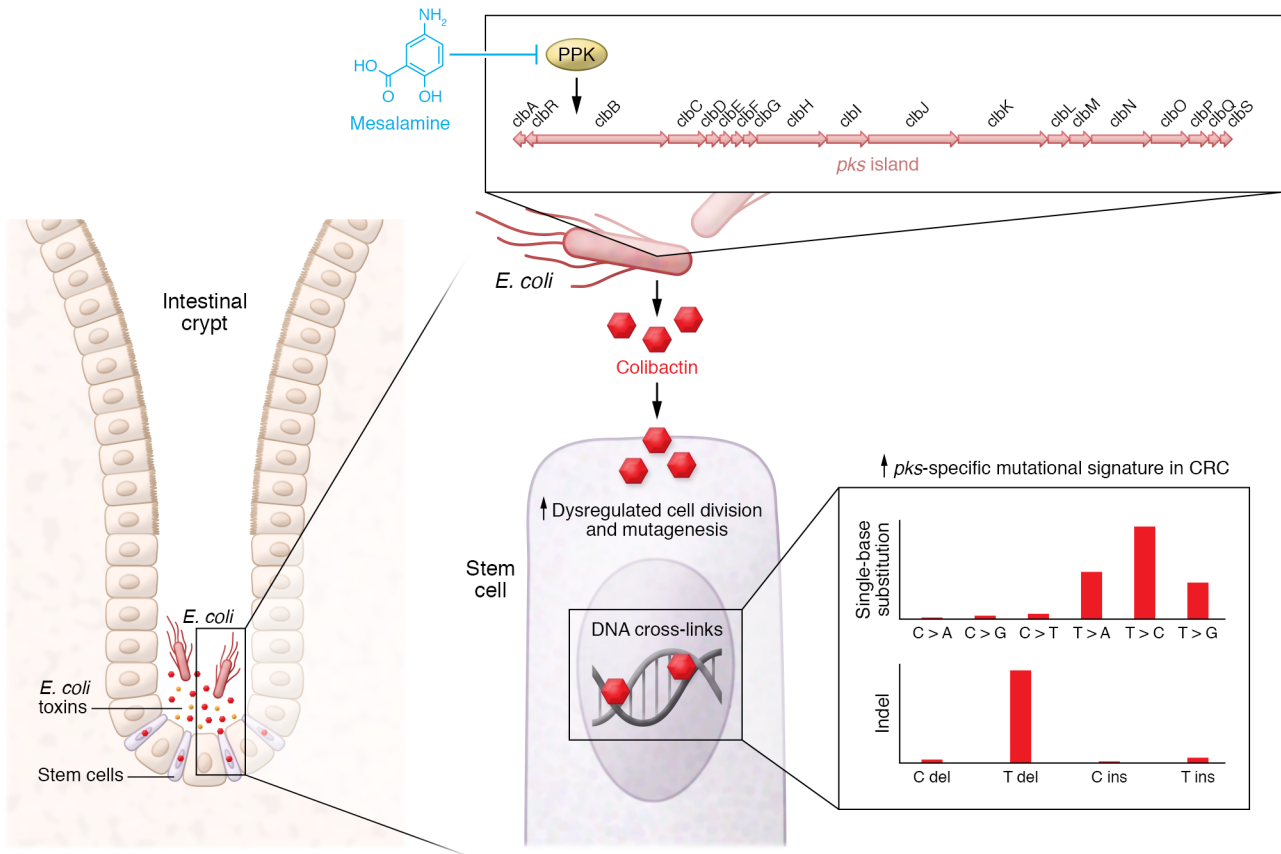 NH₂
HO
O
OH
Mesalamine
PPK
clbA
clbR
clbB
clbC
clbD
clbE
clbF
clbG
clbH
clbI
clbJ
clbK
clbL
clbM
clbN
clbO
clbP
clbQ
clbS
pks island
Intestinal
crypt
E. coli
Colibactin
↑ pks-specific mutational signature in CRC
↑ Dysregulated cell division
and mutagenesis
Stem
cell
DNA cross-links
Single-base
substitution
C > A
C > G
C > T
T > A
T > C
T > G
Indel
C del
T del
C ins
T ins
E. coli
E. coli
toxins
Stem cells